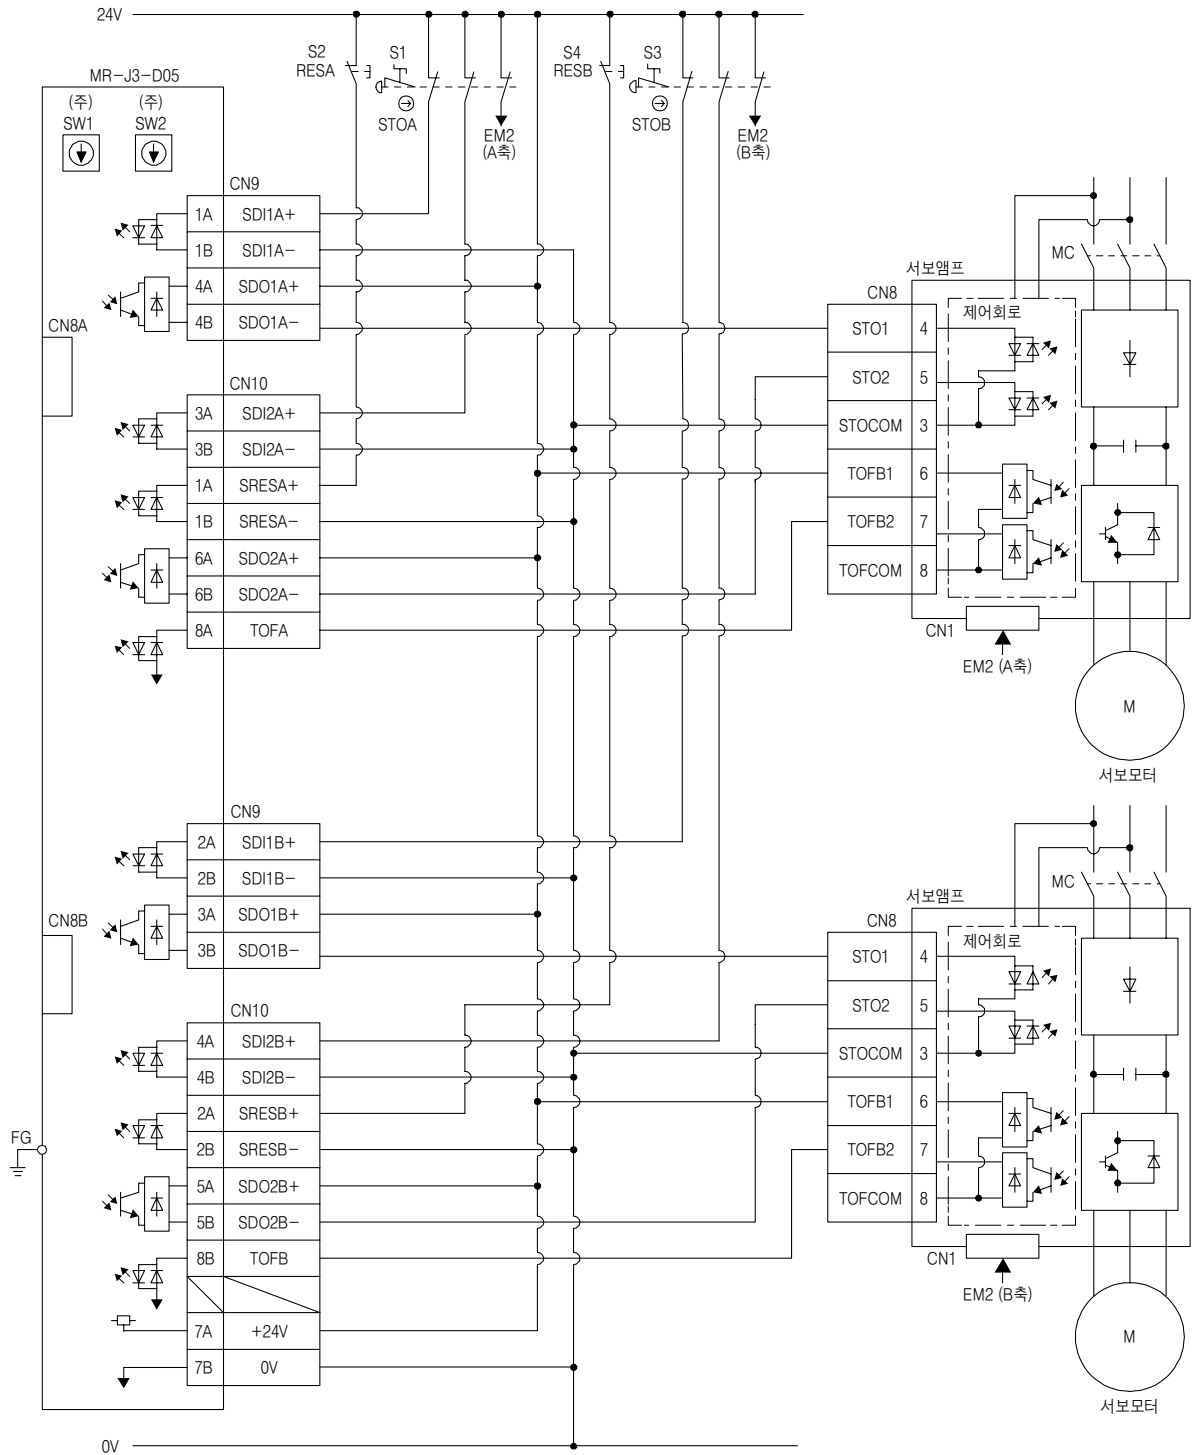 24V
S2
RESA
S1
STOA
EM2
(A축)
S4
RESB
S3
STOB
EM2
(B축)
MR-J3-D05
(주)
SW1
(주)
SW2
CN8A
CN9
1A SDI1A+
1B SDI1A-
4A SDO1A+
4B SDO1A-
CN10
3A SDI2A+
3B SDI2A-
1A SRESA+
1B SRESA-
6A SDO2A+
6B SDO2A-
8A TOFA
서보앰프
MC
CN8
제어회로
STO1 4
STO2 5
STOCOM 3
TOFB1 6
TOFB2 7
TOFCOM 8
CN1
EM2 (A축)
M
서보모터
CN8B
CN9
2A SDI1B+
2B SDI1B-
3A SDO1B+
3B SDO1B-
CN10
4A SDI2B+
4B SDI2B-
2A SRESB+
2B SRESB-
5A SDO2B+
5B SDO2B-
8B TOFB
7A +24V
7B 0V
FG
서보앰프
MC
CN8
제어회로
STO1 4
STO2 5
STOCOM 3
TOFB1 6
TOFB2 7
TOFCOM 8
CN1
EM2 (B축)
M
서보모터
0V